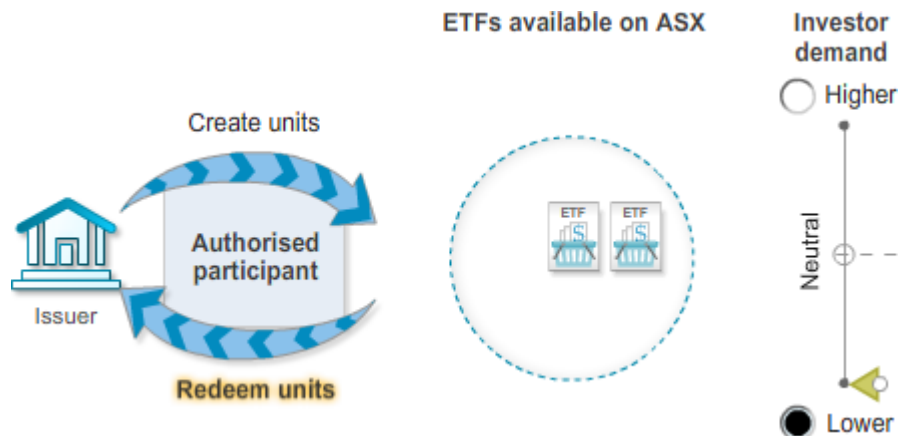 ETFs available on ASX
Investor
demand
Higher
Create units
ETF
ETF
$
$
Authorised
participant
Neutral
Issuer
Redeem units
Lower